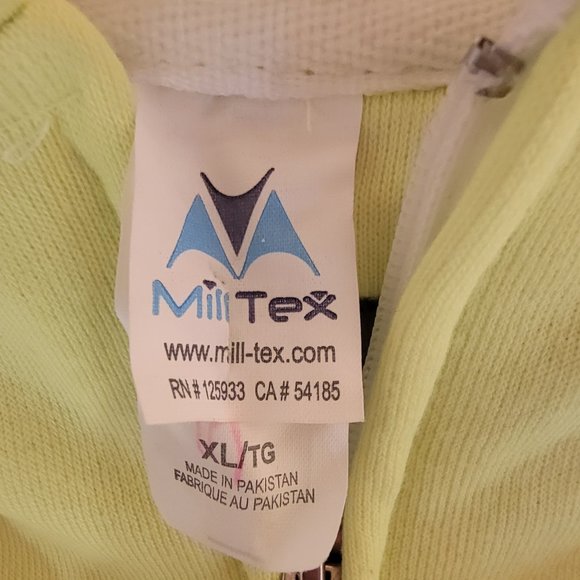 MillTex
www.mill-tex.com
RN# 125933 CA# 54185
XL/TG
MADE IN PAKISTAN
FABRIQUE AU PAKISTAN